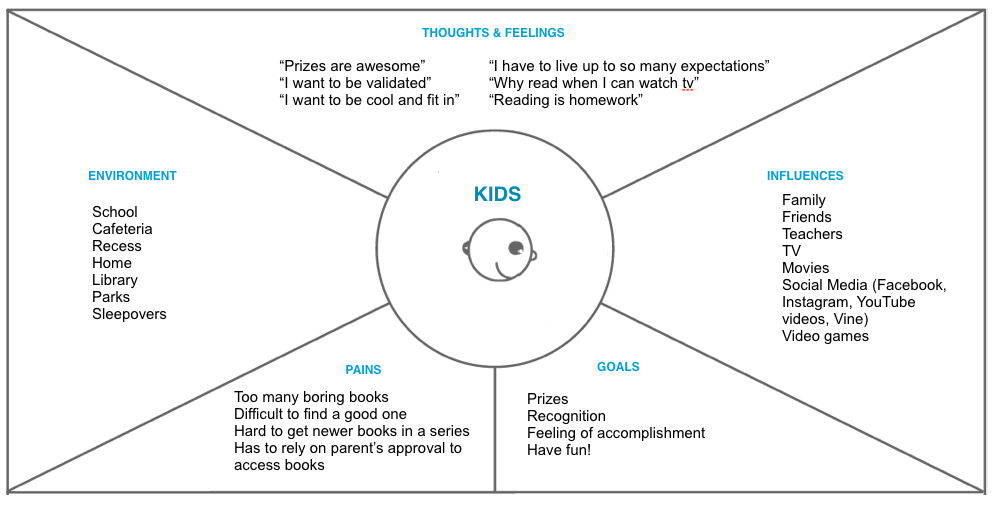 THOUGHTS & FEELINGS
“Prizes are awesome”
“I want to be validated”
“I want to be cool and fit in”
“I have to live up to so many expectations”
“Why read when I can watch tv”
“Reading is homework”
ENVIRONMENT
School
Cafeteria
Recess
Home
Library
Parks
Sleepovers
KIDS
INFLUENCES
Family
Friends
Teachers
TV
Movies
Social Media (Facebook,
Instagram, YouTube
videos, Vine)
Video games
PAINS
Too many boring books
Difficult to find a good one
Hard to get newer books in a series
Has to rely on parent’s approval to
access books
GOALS
Prizes
Recognition
Feeling of accomplishment
Have fun!